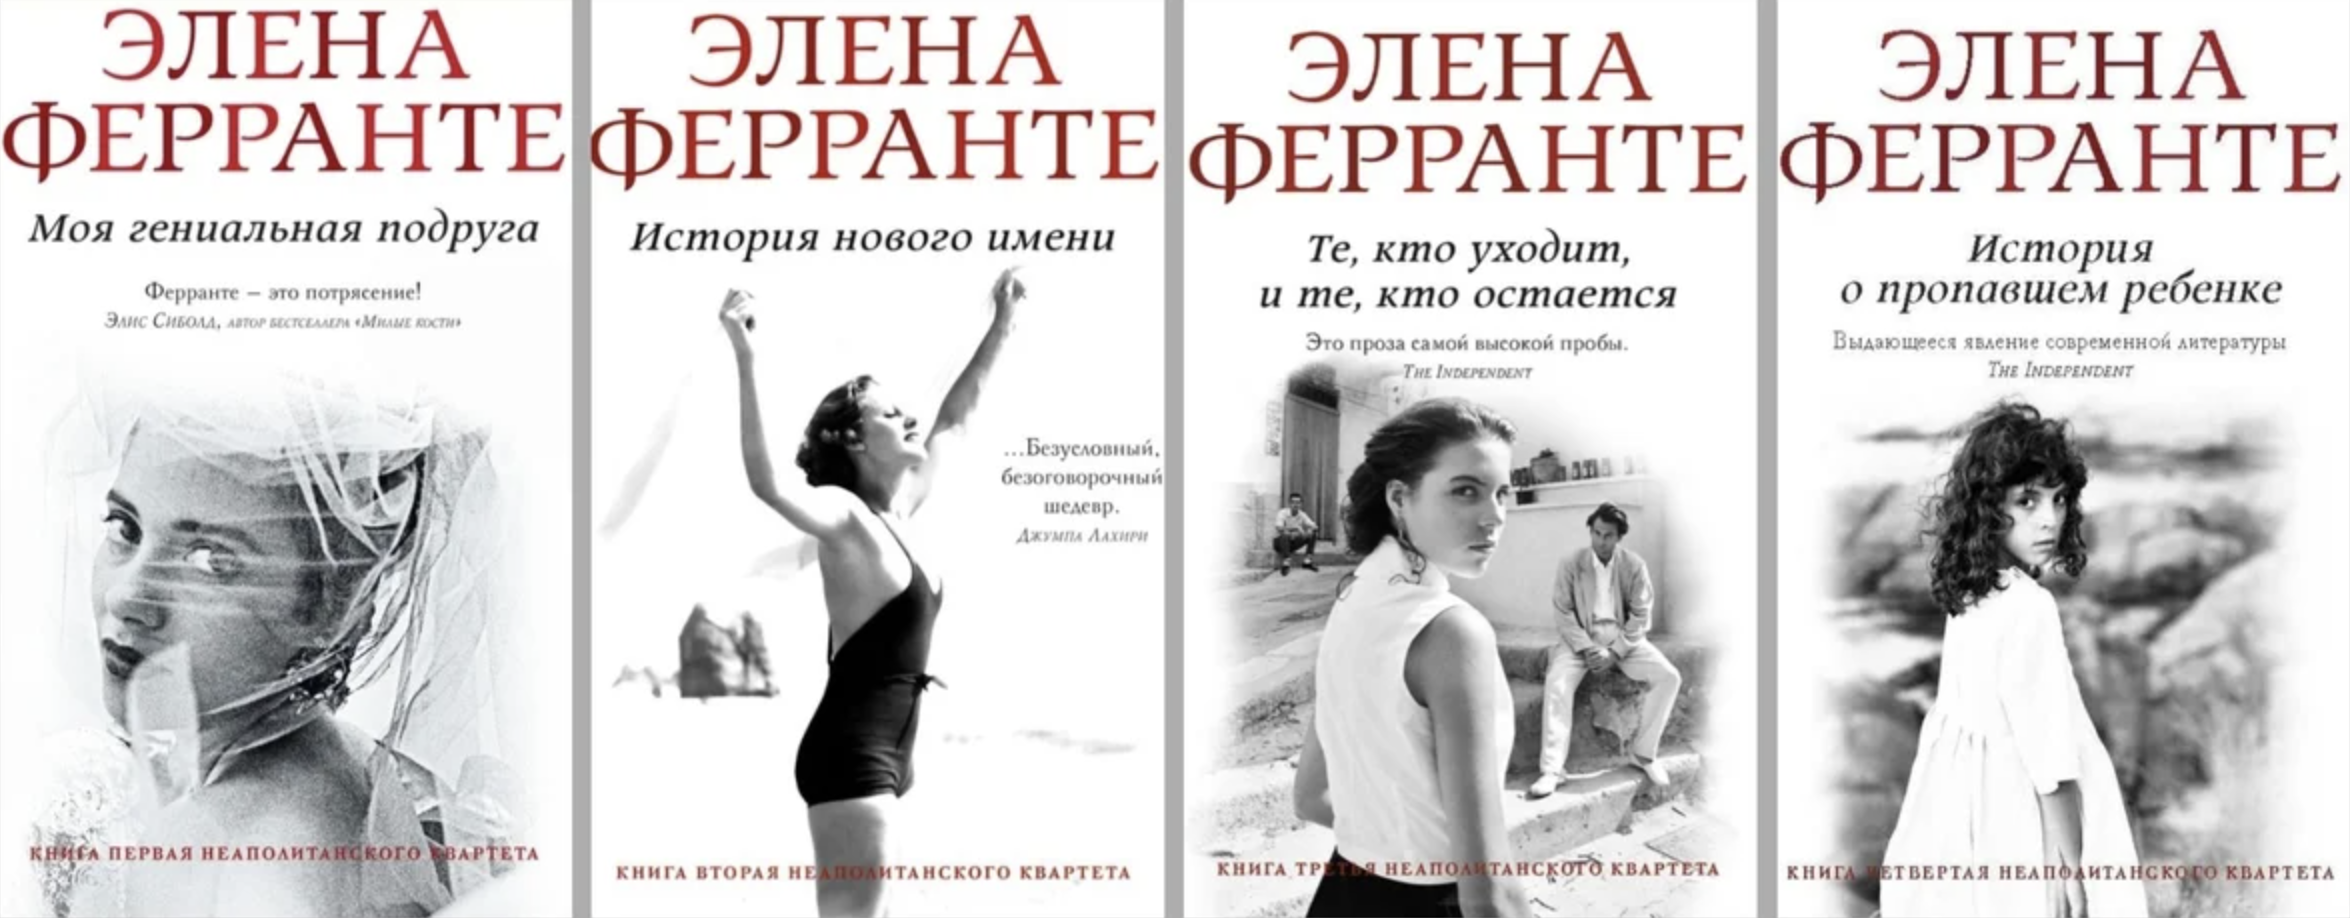 ЭЛЕНА
ФЕРРАНТЕ
Моя гениальная подруга
Ферранте – это потрясение!
Элис Сиболд, автор бестселлера «Милые кости»
КНИГА ПЕРВАЯ НЕАПОЛИТАНСКОГО КВАРТЕТА
ЭЛЕНА
ФЕРРАНТЕ
История нового имени
...Безусловный,
безоговорочный
шедевр.
Джумпа Лахири
КНИГА ВТОРАЯ НЕАПОЛИТАНСКОГО КВАРТЕТА
ЭЛЕНА
ФЕРРАНТЕ
Те, кто уходит,
и те, кто остается
Это проза самой высокой пробы.
The Independent
КНИГА ТРЕТЬЯ НЕАПОЛИТАНСКОГО КВАРТЕТА
ЭЛЕНА
ФЕРРАНТЕ
История
о пропавшем ребенке
Выдающееся явление современной литературы
The Independent
КНИГА ЧЕТВЕРТАЯ НЕАПОЛИТАНСКОГО КВАРТЕТА